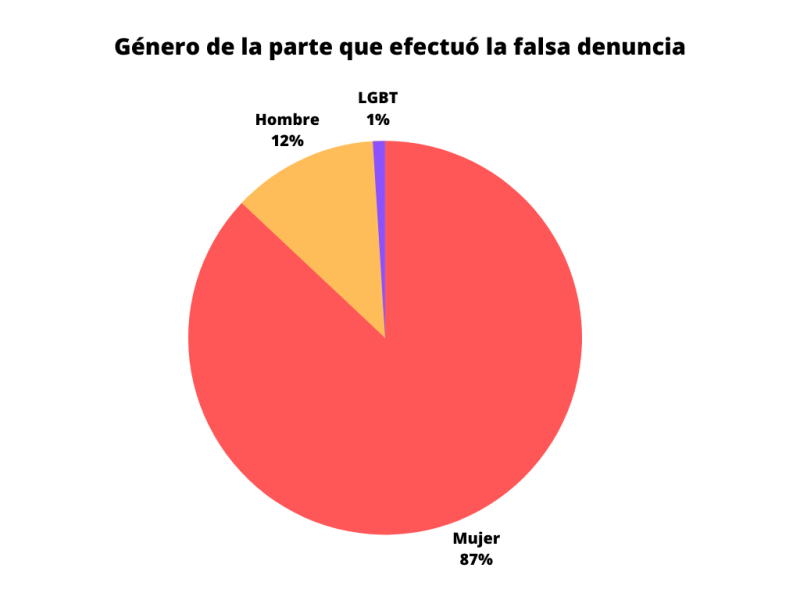 Género de la parte que efectuó la falsa denuncia
LGBT
1%
Hombre
12%
Mujer
87%